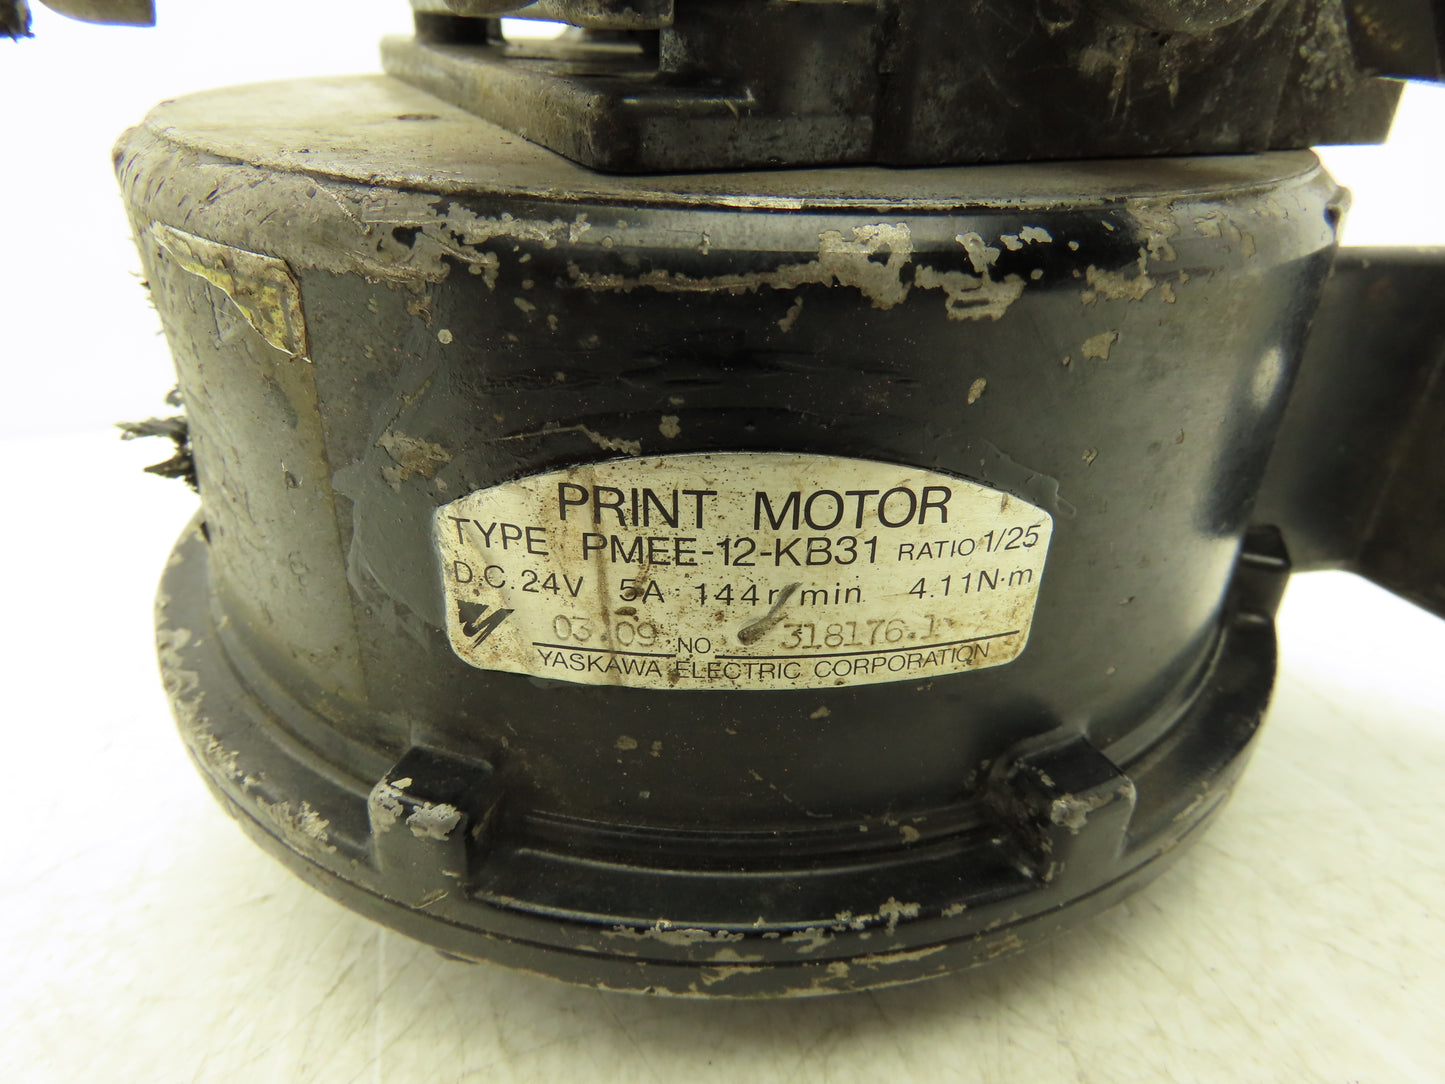 PRINT MOTOR
TYPE PMEE-12-KB31 RATIO 1/25
D.C. 24V 5A 144r/min 4.11N·m
03.09 NO. 318176.1
YASKAWA ELECTRIC CORPORATION